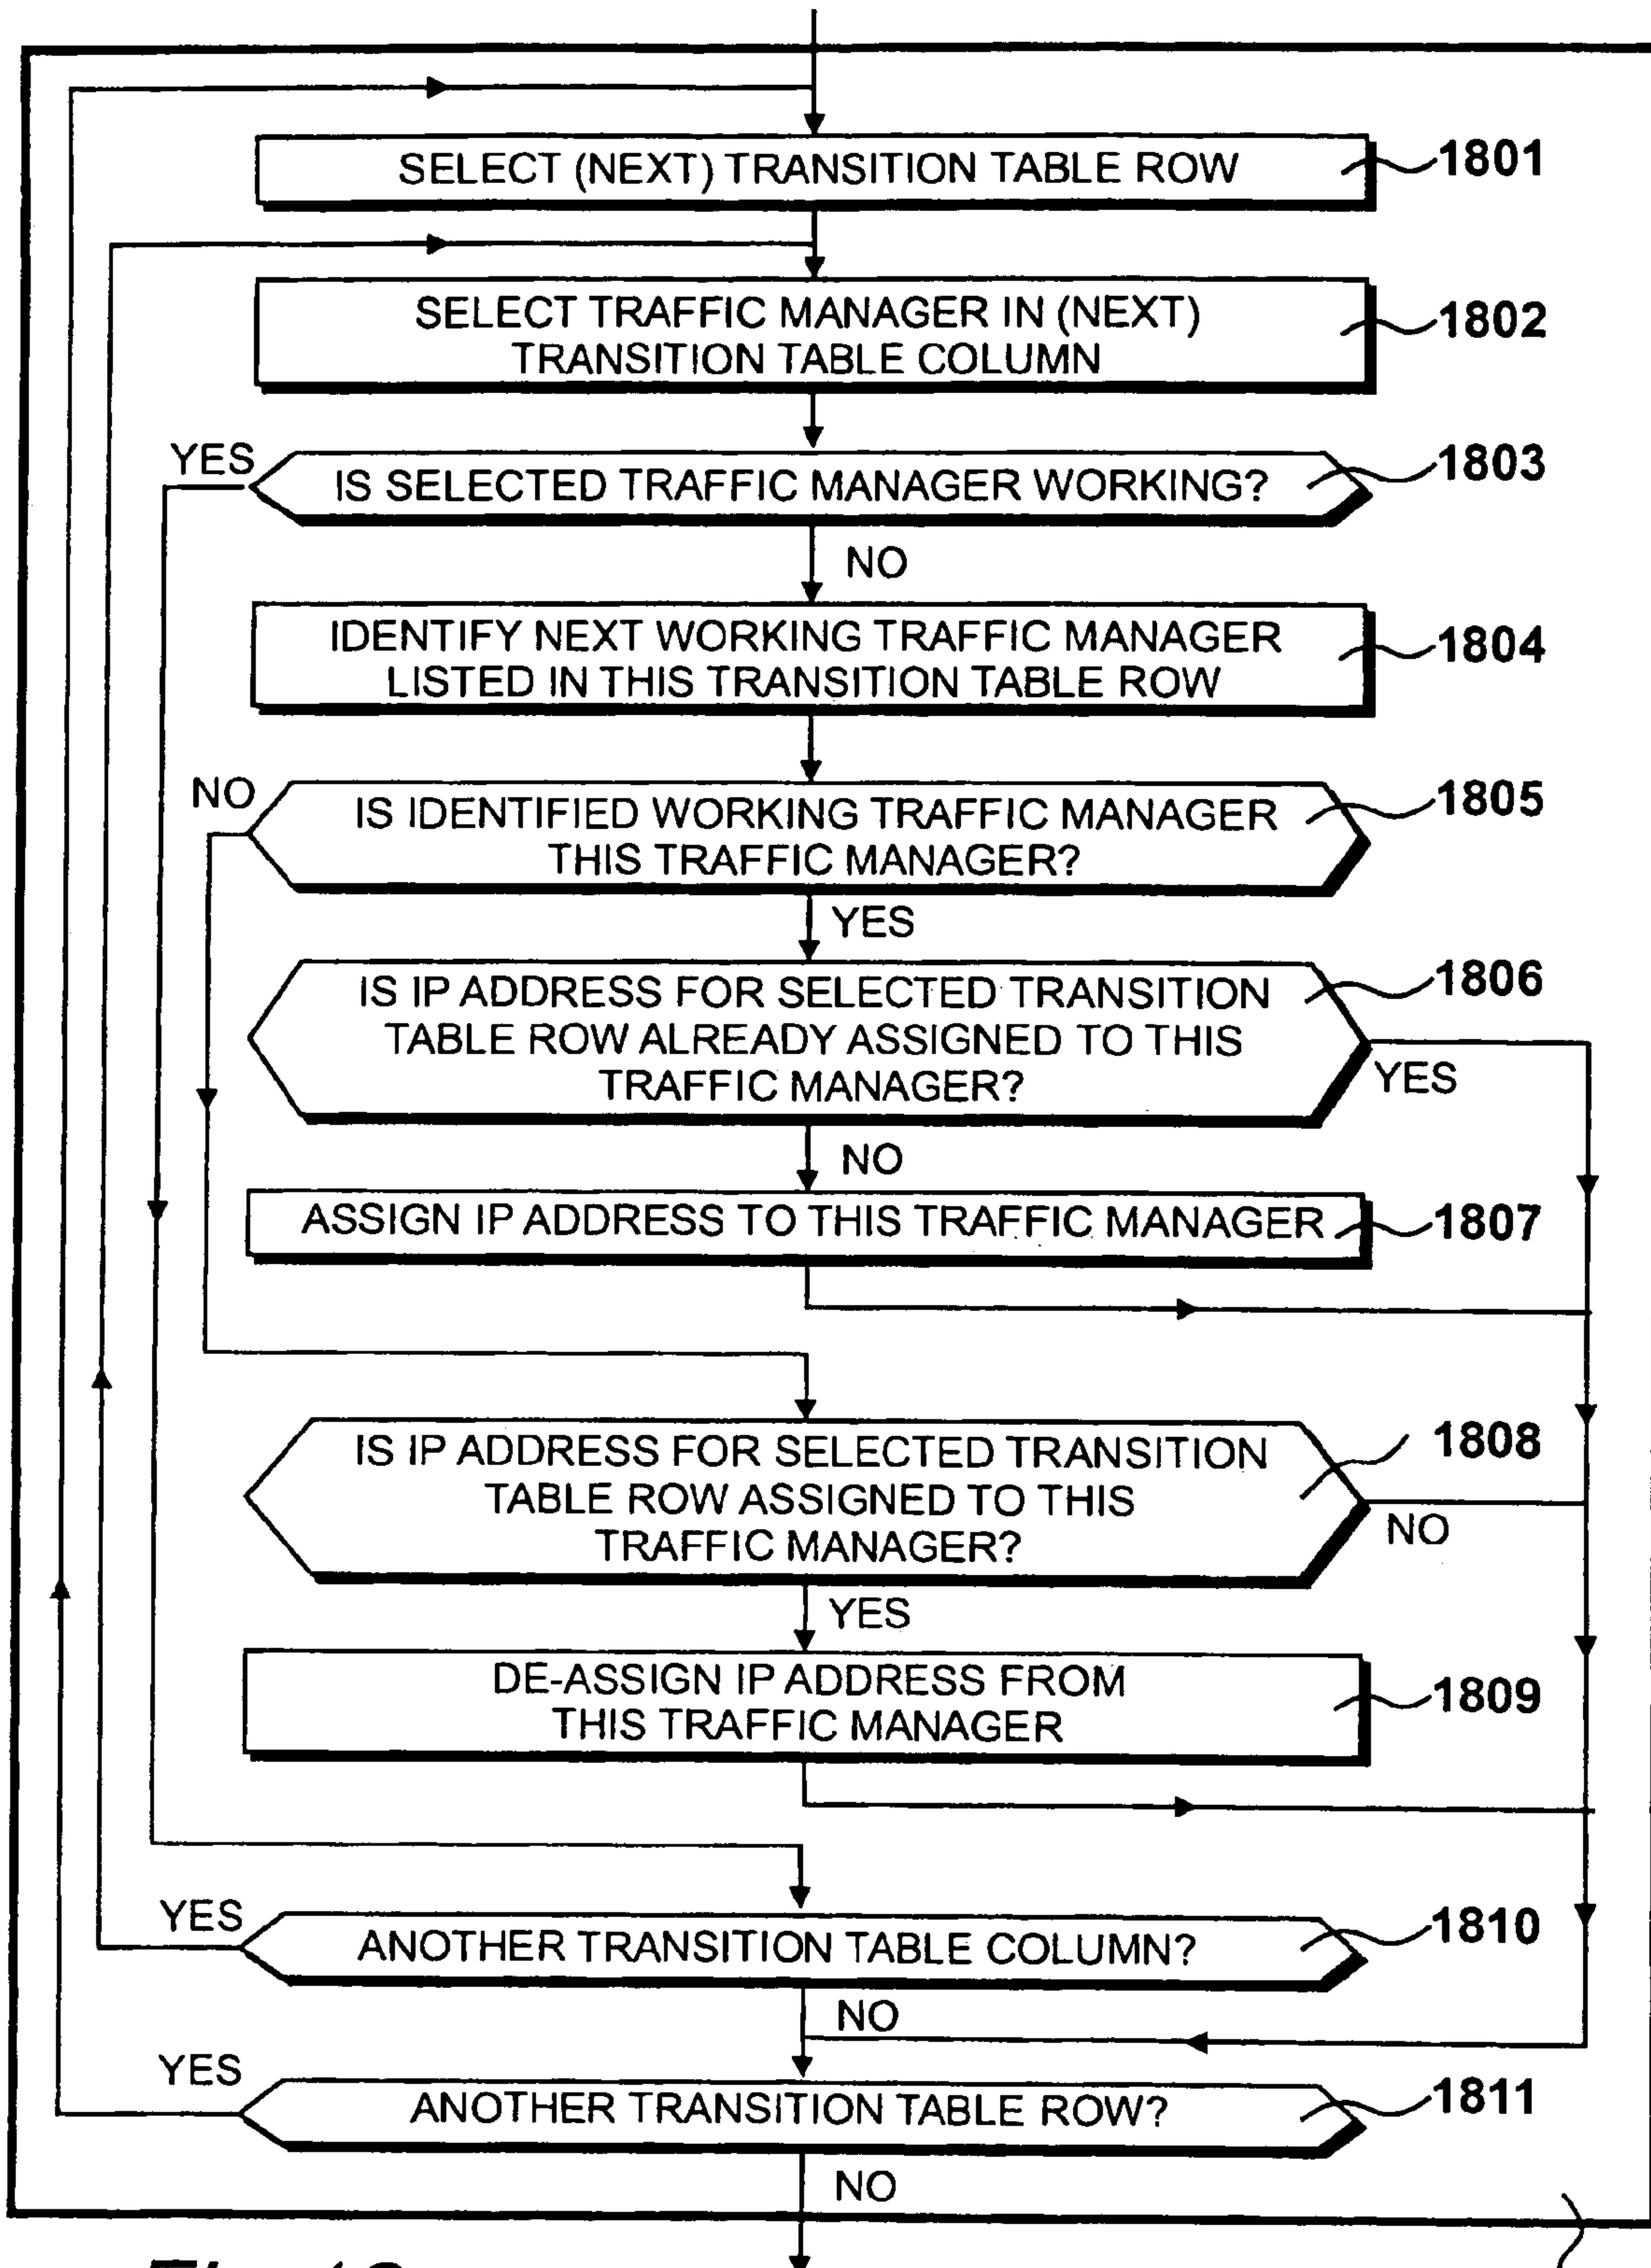 SELECT (NEXT) TRANSITION TABLE ROW
1801
SELECT TRAFFIC MANAGER IN (NEXT)
TRANSITION TABLE COLUMN
1802
YES
IS SELECTED TRAFFIC MANAGER WORKING?
1803
NO
IDENTIFY NEXT WORKING TRAFFIC MANAGER
LISTED IN THIS TRANSITION TABLE ROW
1804
NO
IS IDENTIFIED WORKING TRAFFIC MANAGER
THIS TRAFFIC MANAGER?
1805
YES
IS IP ADDRESS FOR SELECTED TRANSITION
TABLE ROW ALREADY ASSIGNED TO THIS
TRAFFIC MANAGER?
1806
YES
NO
ASSIGN IP ADDRESS TO THIS TRAFFIC MANAGER
1807
IS IP ADDRESS FOR SELECTED TRANSITION
TABLE ROW ASSIGNED TO THIS
TRAFFIC MANAGER?
1808
NO
YES
DE-ASSIGN IP ADDRESS FROM
THIS TRAFFIC MANAGER
1809
YES
ANOTHER TRANSITION TABLE COLUMN?
1810
NO
YES
ANOTHER TRANSITION TABLE ROW?
1811
NO